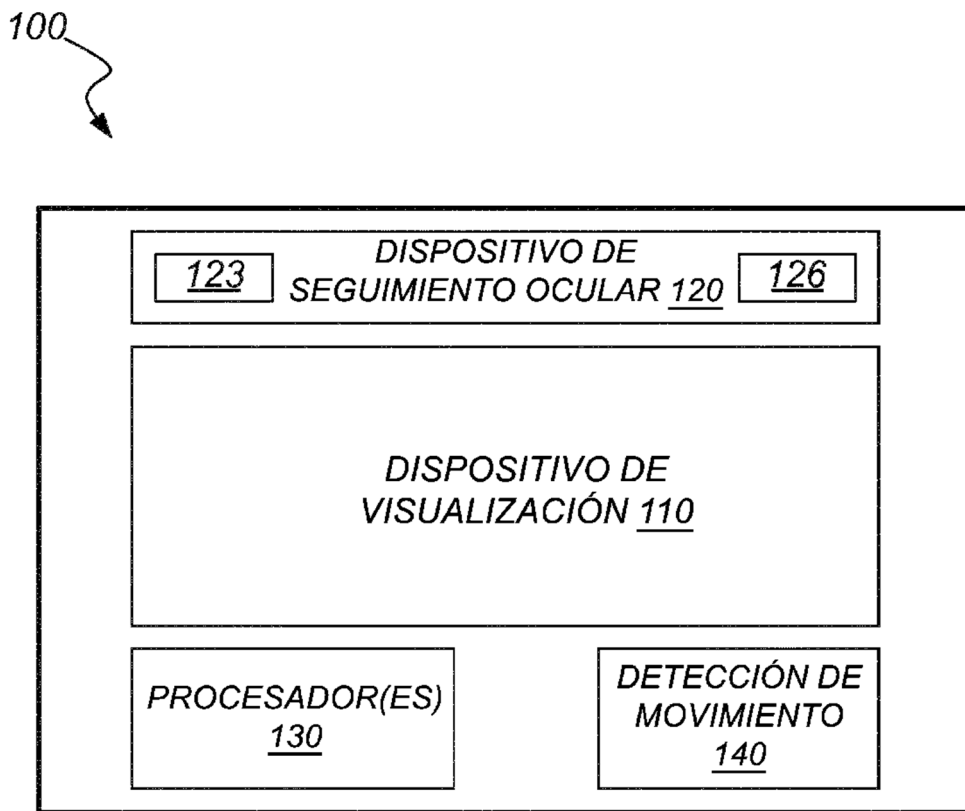 100
DISPOSITIVO DE
SEGUIMIENTO OCULAR 120
123
126
DISPOSITIVO DE
VISUALIZACIÓN 110
PROCESADOR(ES)
130
DETECCIÓN DE
MOVIMIENTO
140